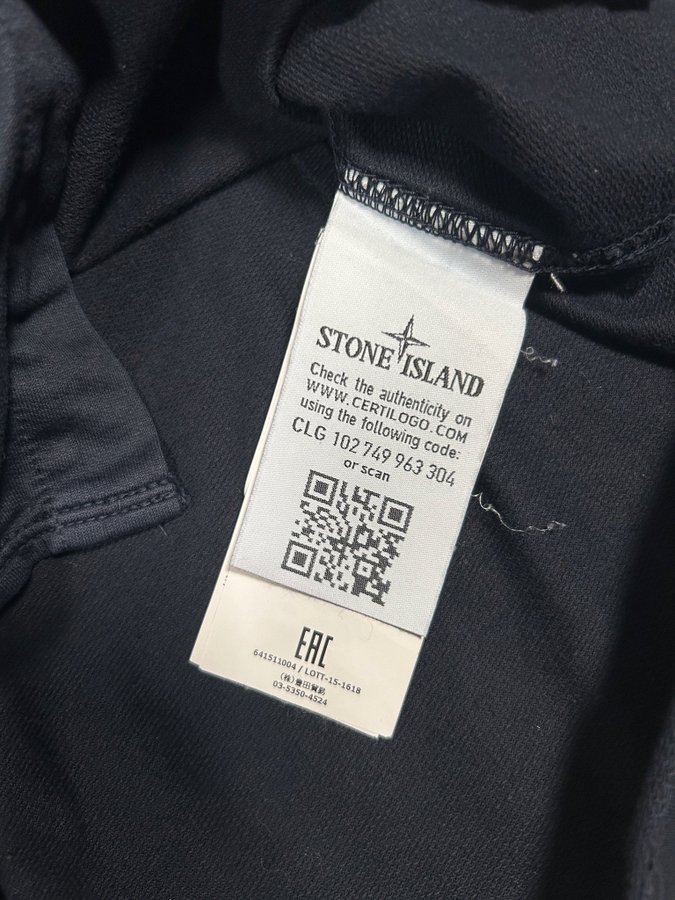 STONE ISLAND
Check the authenticity on
WWW.CERTILOGO.COM
using the following code:
CLG 102 749 963 304
or scan
EAC
641511004 / LOTT-15-1618
(株)豊田貿易
03-5350-4524